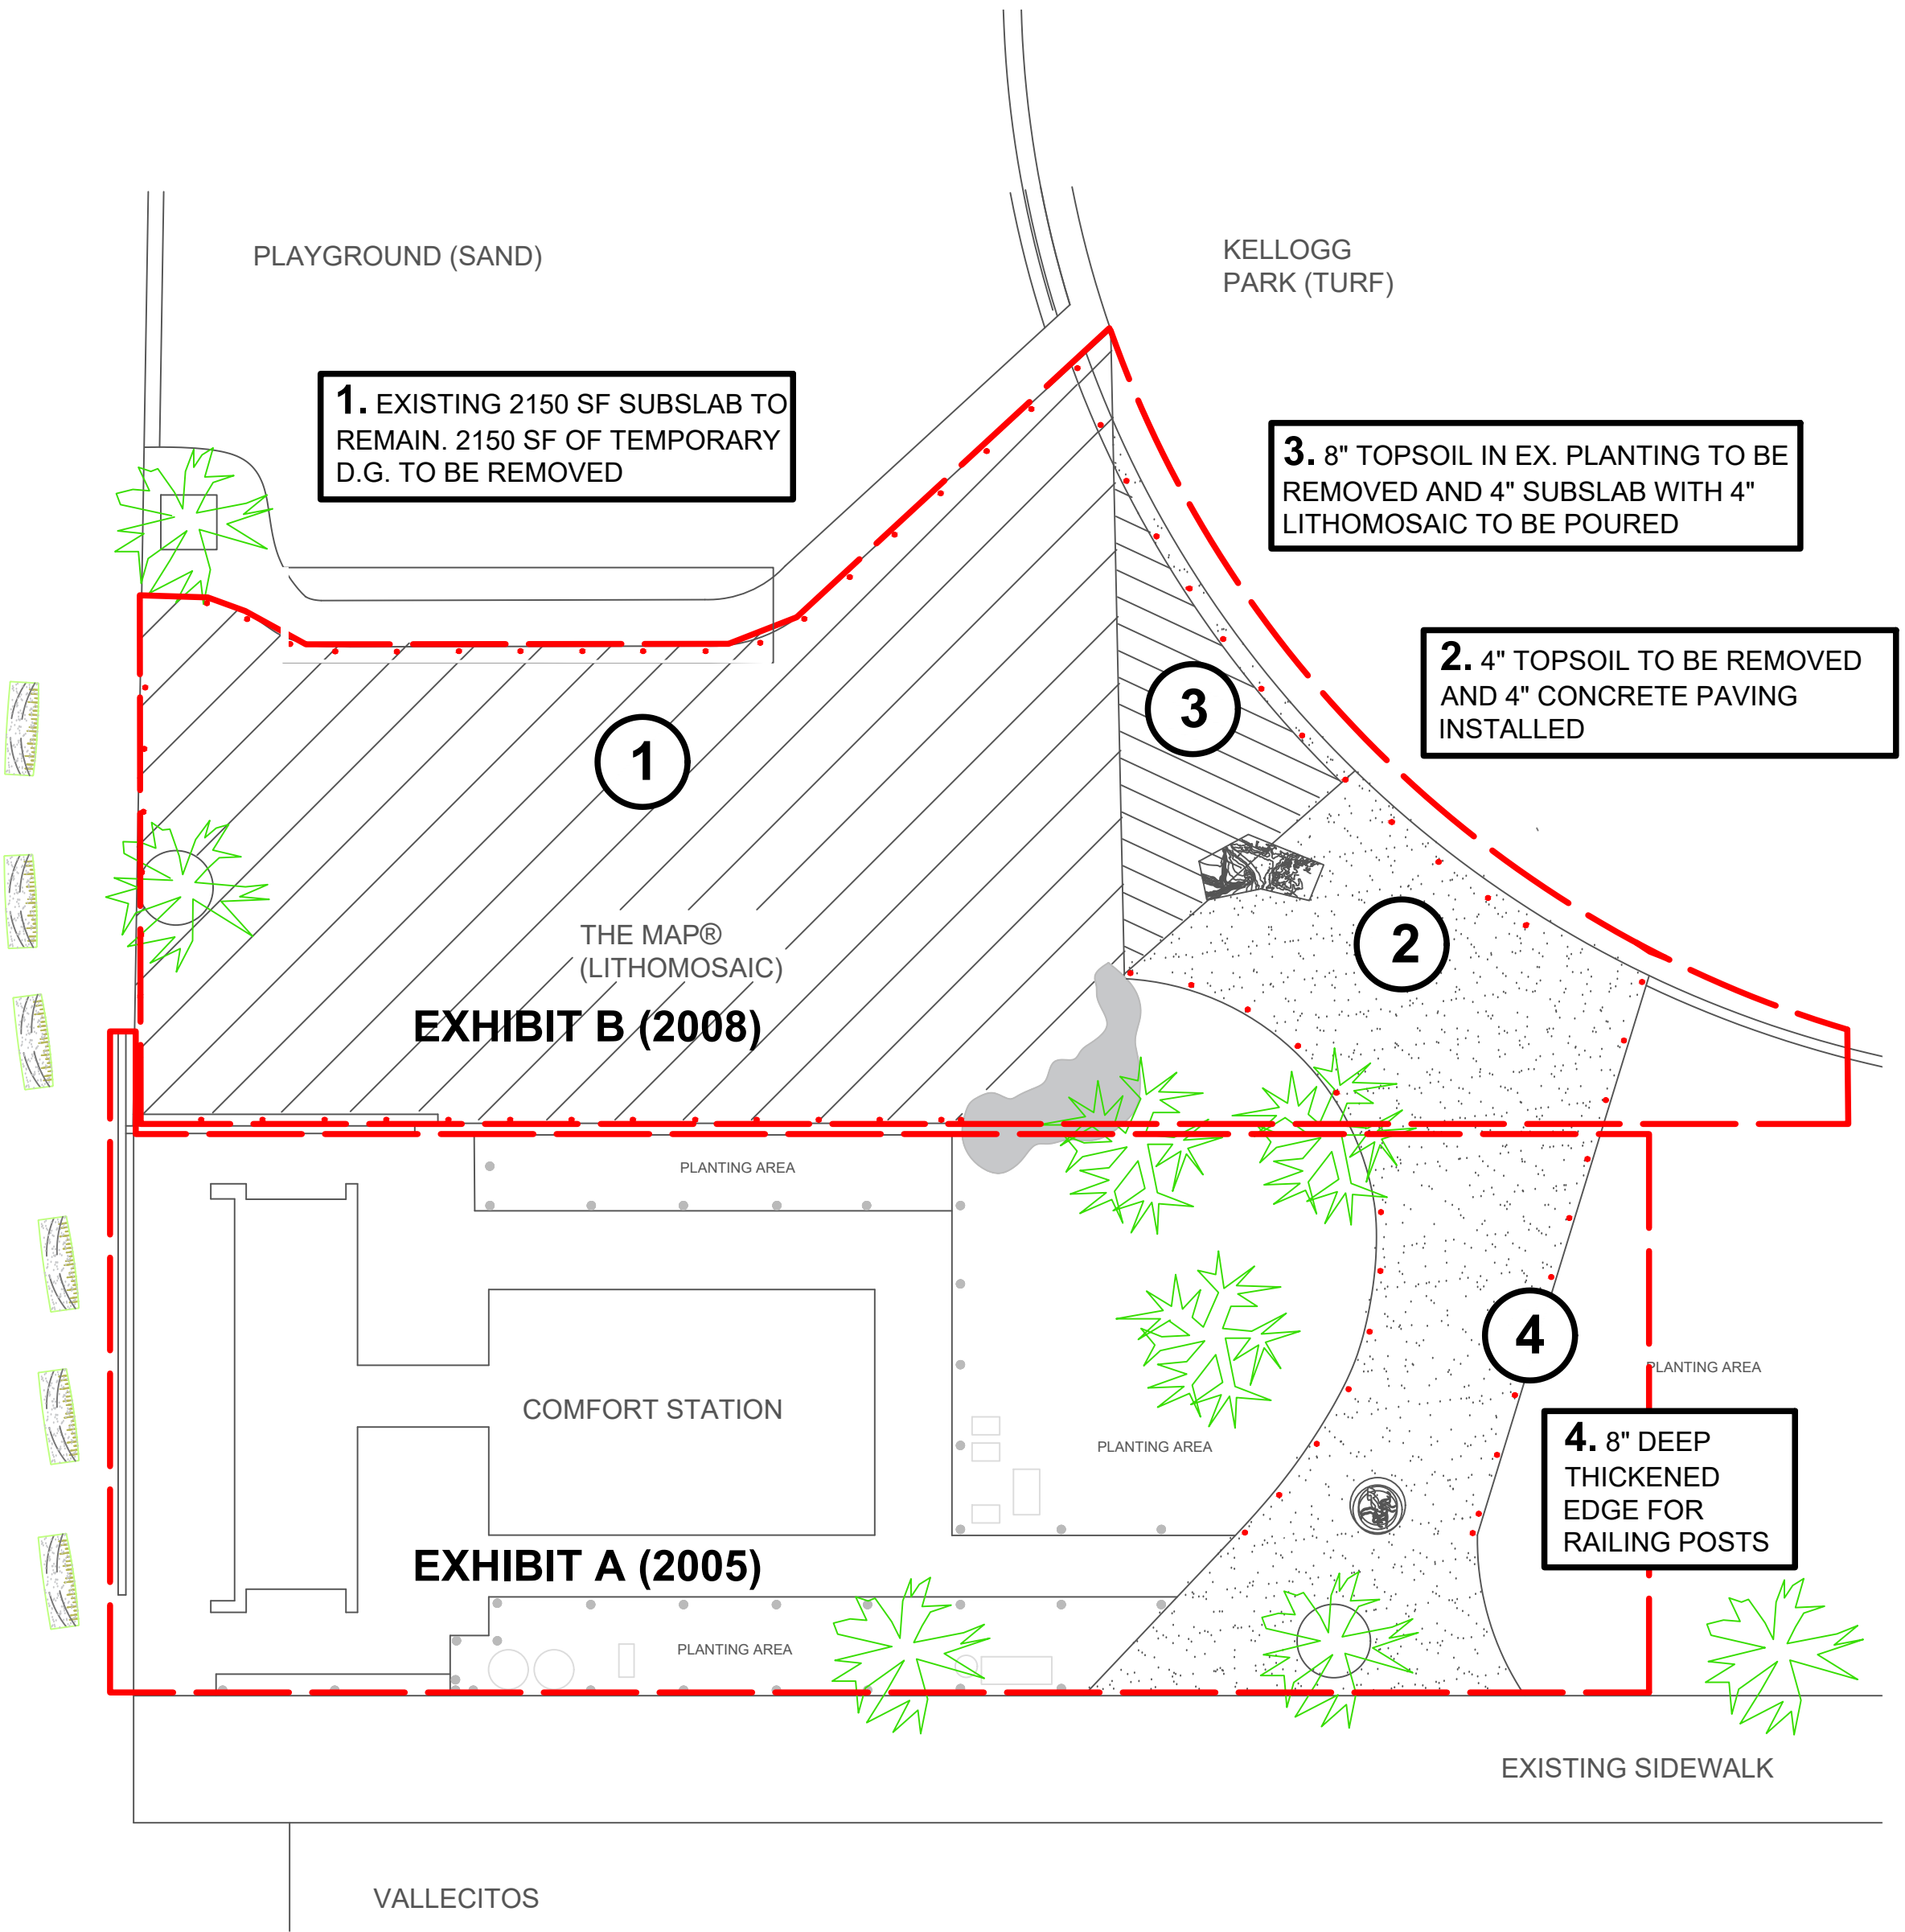 PLAYGROUND (SAND)
KELLOGG
PARK (TURF)
1. EXISTING 2150 SF SUBSLAB TO
REMAIN. 2150 SF OF TEMPORARY
D.G. TO BE REMOVED
3. 8" TOPSOIL IN EX. PLANTING TO BE
REMOVED AND 4" SUBSLAB WITH 4"
LITHOMOSAIC TO BE POURED
2. 4" TOPSOIL TO BE REMOVED
AND 4" CONCRETE PAVING
INSTALLED
3
1
2
THE MAP®
(LITHOMOSAIC)
EXHIBIT B (2008)
PLANTING AREA
4
PLANTING AREA
COMFORT STATION
PLANTING AREA
4. 8" DEEP
THICKENED
EDGE FOR
RAILING POSTS
EXHIBIT A (2005)
PLANTING AREA
EXISTING SIDEWALK
VALLECITOS